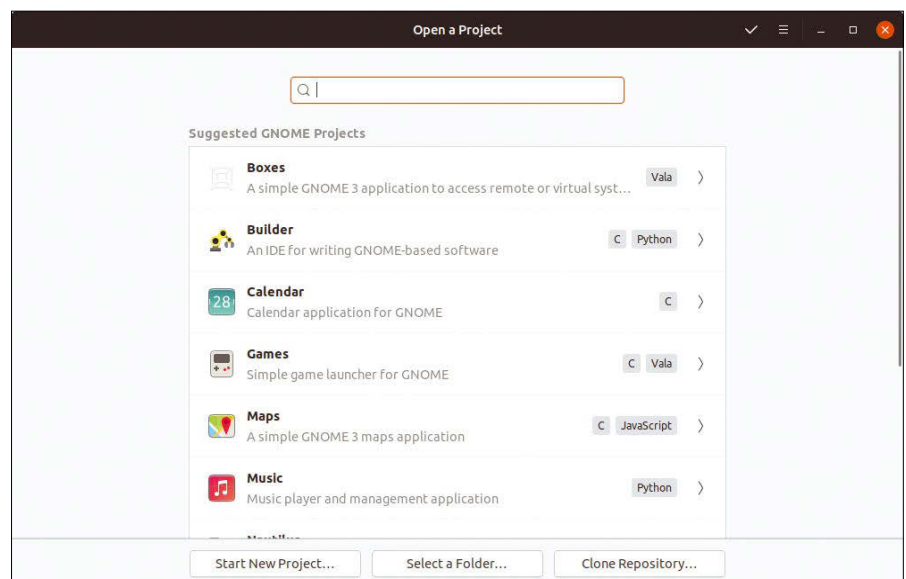 Open a Project
Suggested GNOME Projects
Boxes
A simple GNOME 3 application to access remote or virtual syst...
Vala
Builder
An IDE for writing GNOME-based software
C Python
28
Calendar
Calendar application for GNOME
C
Games
Simple game launcher for GNOME
C Vala
Maps
A simple GNOME 3 maps application
C JavaScript
Music
Music player and management application
Python
Start New Project...
Select a Folder...
Clone Repository...